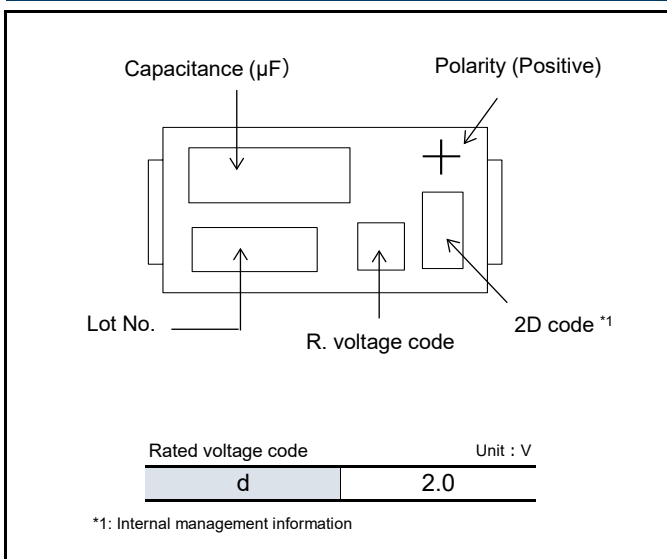 Capacitance (µF） Polarity (Positive)
+
Lot No.
R. voltage code
2D code *1
Rated voltage code Unit：V
d 2.0
*1: Internal management information